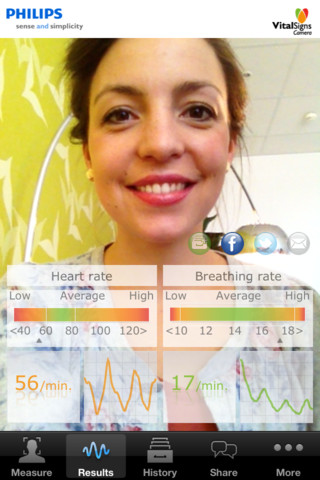 PHILIPS
sense and simplicity
VitalSigns
Camera
Heart rate
Low Average High
<40 60 80 100 120>
56/min.
Breathing rate
Low Average High
<10 12 14 16 18>
17/min.
Measure Results History Share More